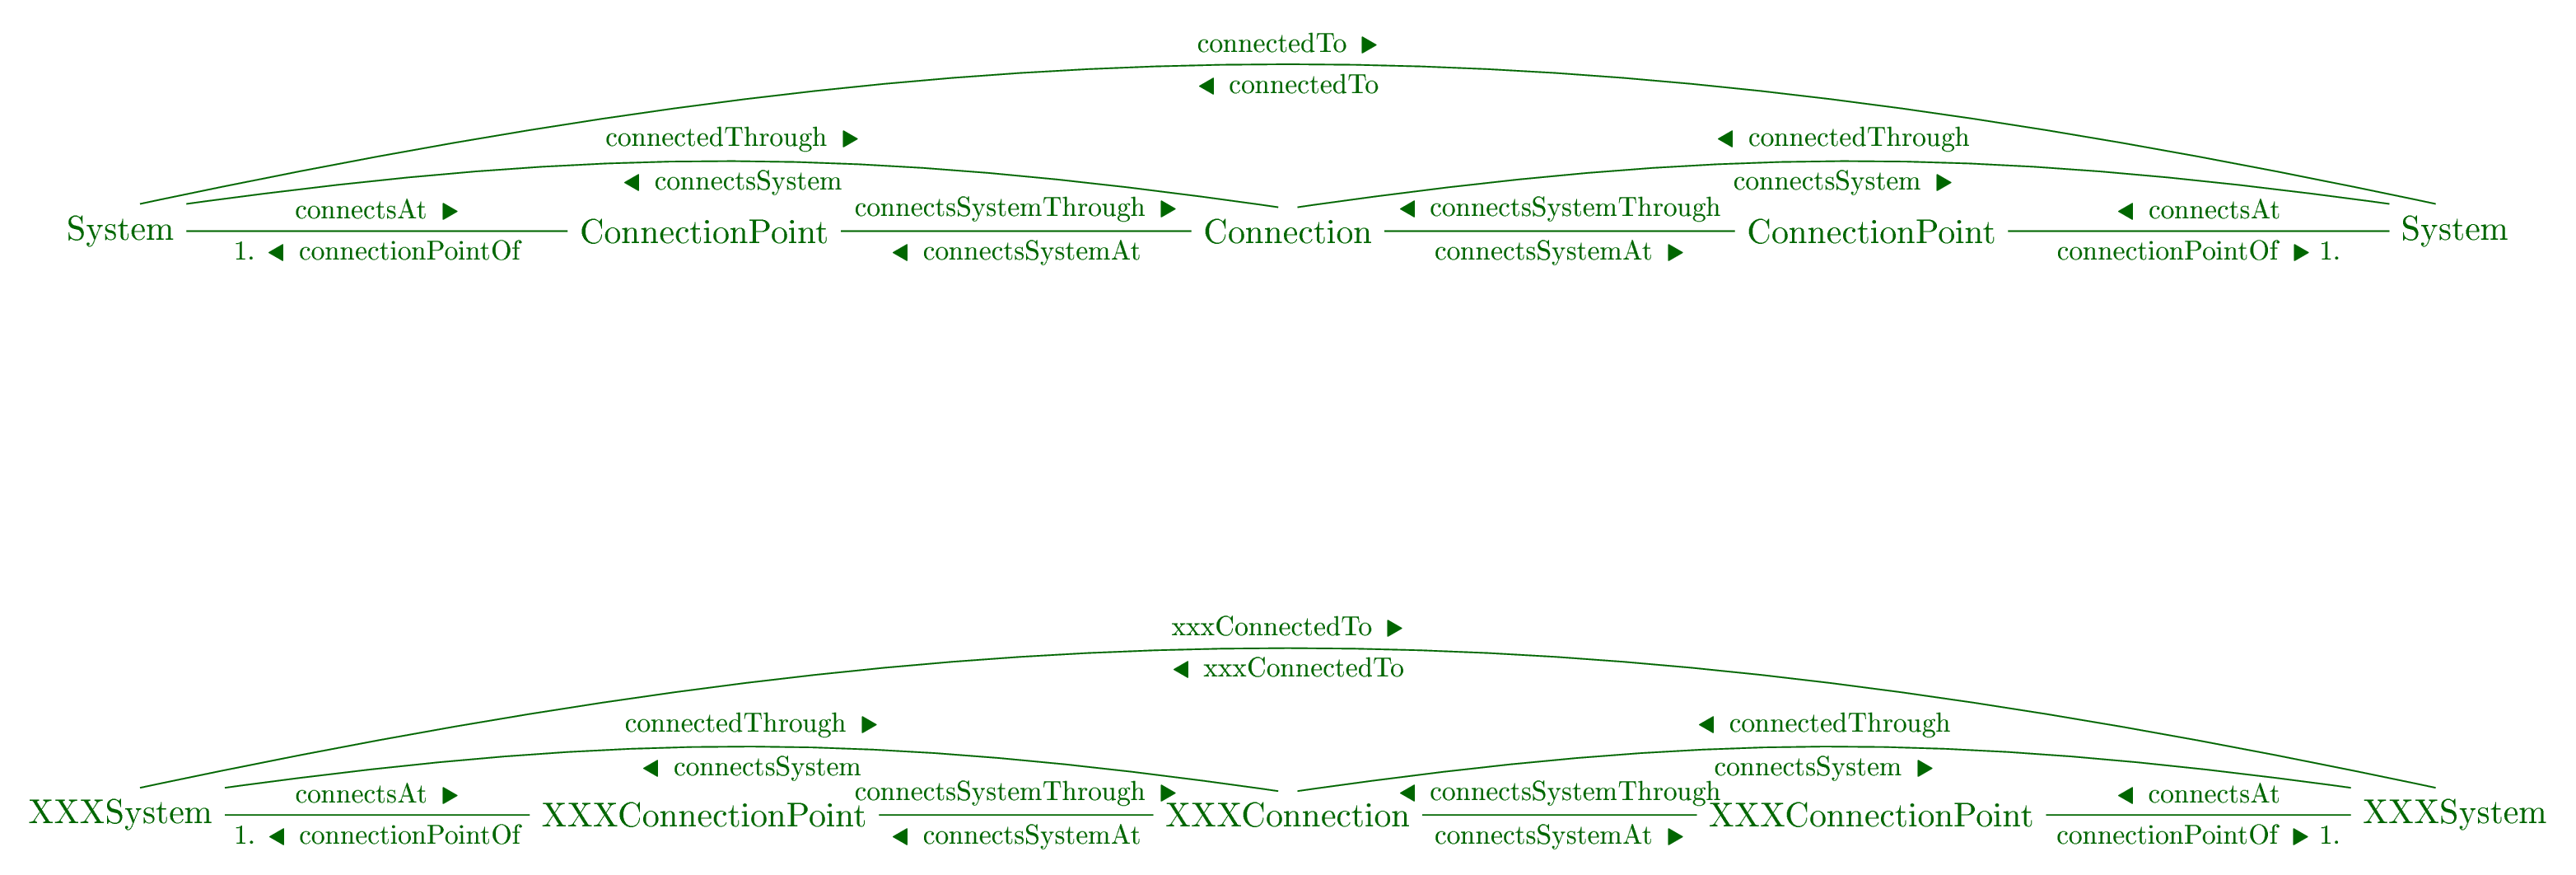 connectedTo ▶
◀ connectedTo
connectedThrough ▶
◀ connectedThrough
◀ connectsSystem
connectsSystem ▶
connectsAt ▶
connectsSystemThrough ▶
◀ connectsSystemThrough
◀ connectsAt
System
ConnectionPoint
Connection
ConnectionPoint
System
1. ◀ connectionPointOf
◀ connectsSystemAt
connectsSystemAt ▶
connectionPointOf ▶ 1.
xxxConnectedTo ▶
◀ xxxConnectedTo
connectedThrough ▶
◀ connectedThrough
◀ connectsSystem
connectsSystem ▶
connectsAt ▶
connectsSystemThrough ▶
◀ connectsSystemThrough
◀ connectsAt
XXXSystem
XXXConnectionPoint
XXXConnection
XXXConnectionPoint
XXXSystem
1. ◀ connectionPointOf
◀ connectsSystemAt
connectsSystemAt ▶
connectionPointOf ▶ 1.